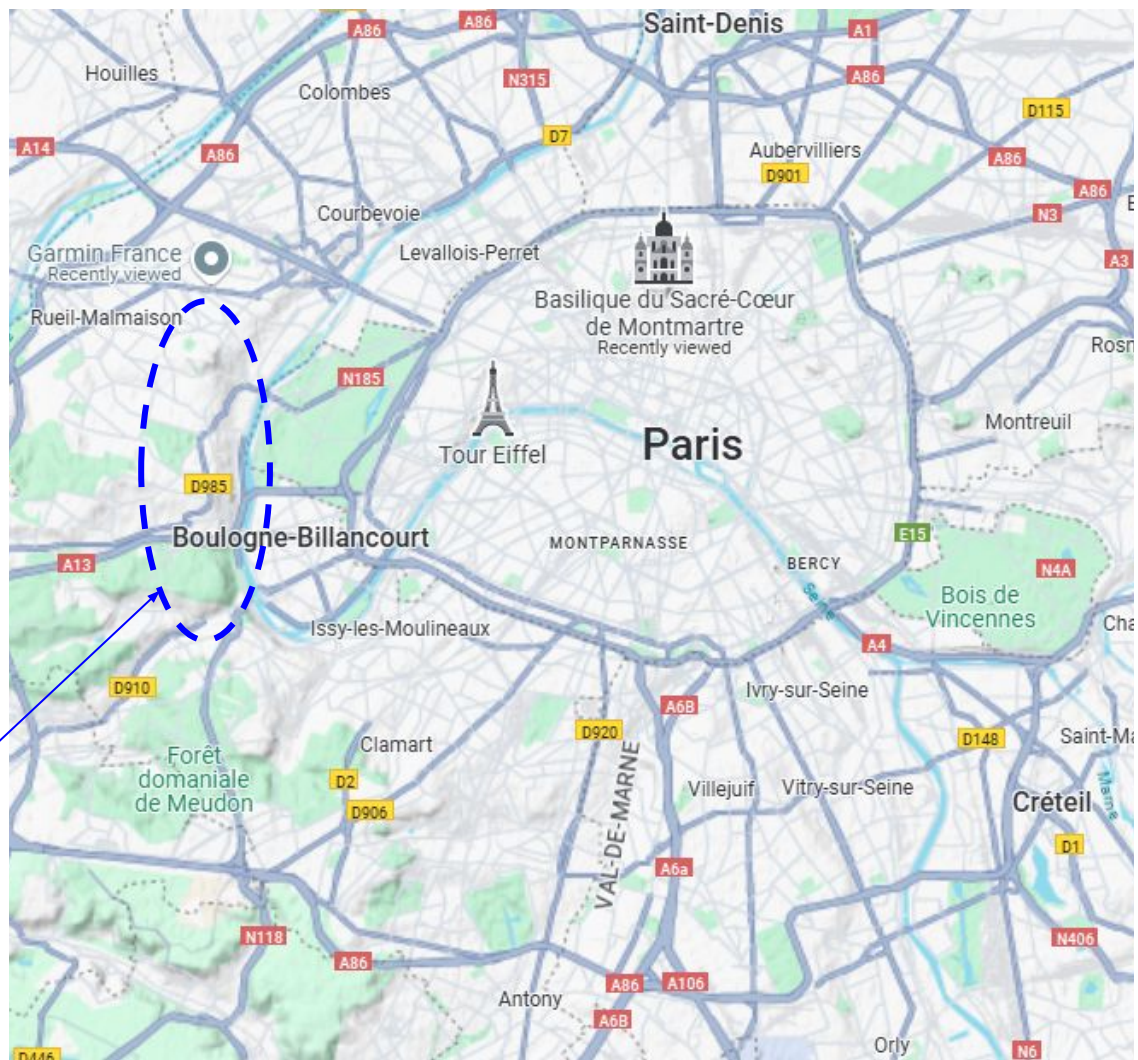 Saint-Denis
A86
A86
A1
Houilles
N315
A86
Colombes
D115
D7
A14
A86
Aubervilliers
A86
D901
A86
Courbevoie
N3
Garmin France
Recently viewed
Levallois-Perret
A3
Basilique du Sacré-Cœur
de Montmartre
Recently viewed
Rueil-Malmaison
N185
Montreuil
Paris
Tour Eiffel
D985
Boulogne-Billancourt
MONTPARNASSE
E15
A13
BERCY
N4A
Bois de
Vincennes
Seine
Issy-les-Moulineaux
A4
D910
Ivry-sur-Seine
A6B
D920
D148
Clamart
Forêt
domaniale
de Meudon
D2
D906
Villejuif
Vitry-sur-Seine
Marne
Créteil
VAL-DE-MARNE
D1
A6a
N118
N406
A86
A86
A106
Antony
A6B
Orly
N6
D446